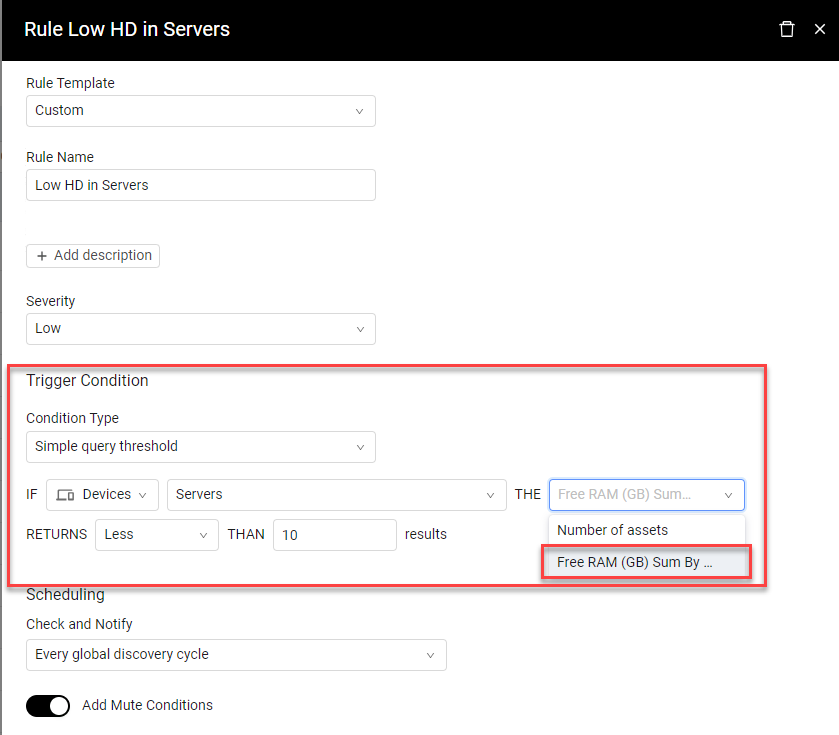 Rule Low HD in Servers
Rule Template
Custom
Rule Name
Low HD in Servers
+ Add description
Severity
Low
Trigger Condition
Condition Type
Simple query threshold
IF Devices Servers THE Free RAM (GB) Sum...
RETURNS Less THAN 10 results
Number of assets
Free RAM (GB) Sum By ...
Scheduling
Check and Notify
Every global discovery cycle
Add Mute Conditions